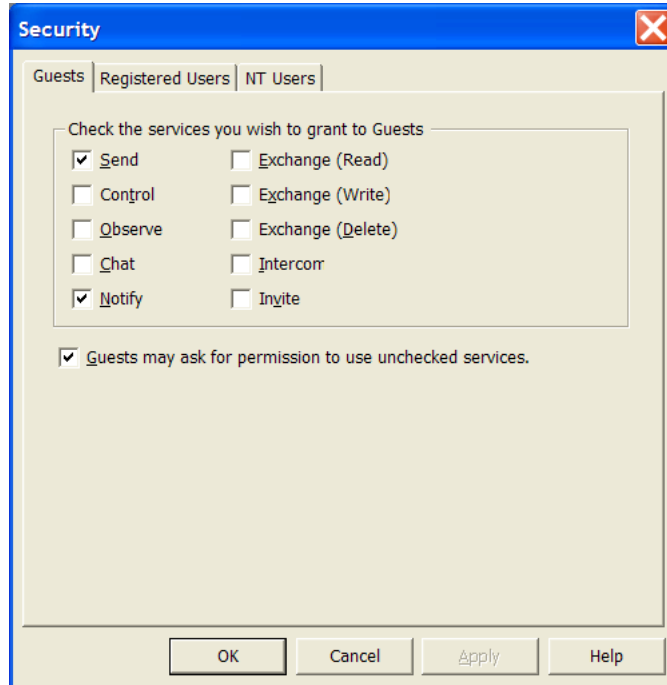 Security
Guests Registered Users NT Users
Check the services you wish to grant to Guests
Send Exchange (Read)
Control Exchange (Write)
Observe Exchange (Delete)
Chat Intercom
Notify Invite
Guests may ask for permission to use unchecked services.
OK Cancel Apply Help